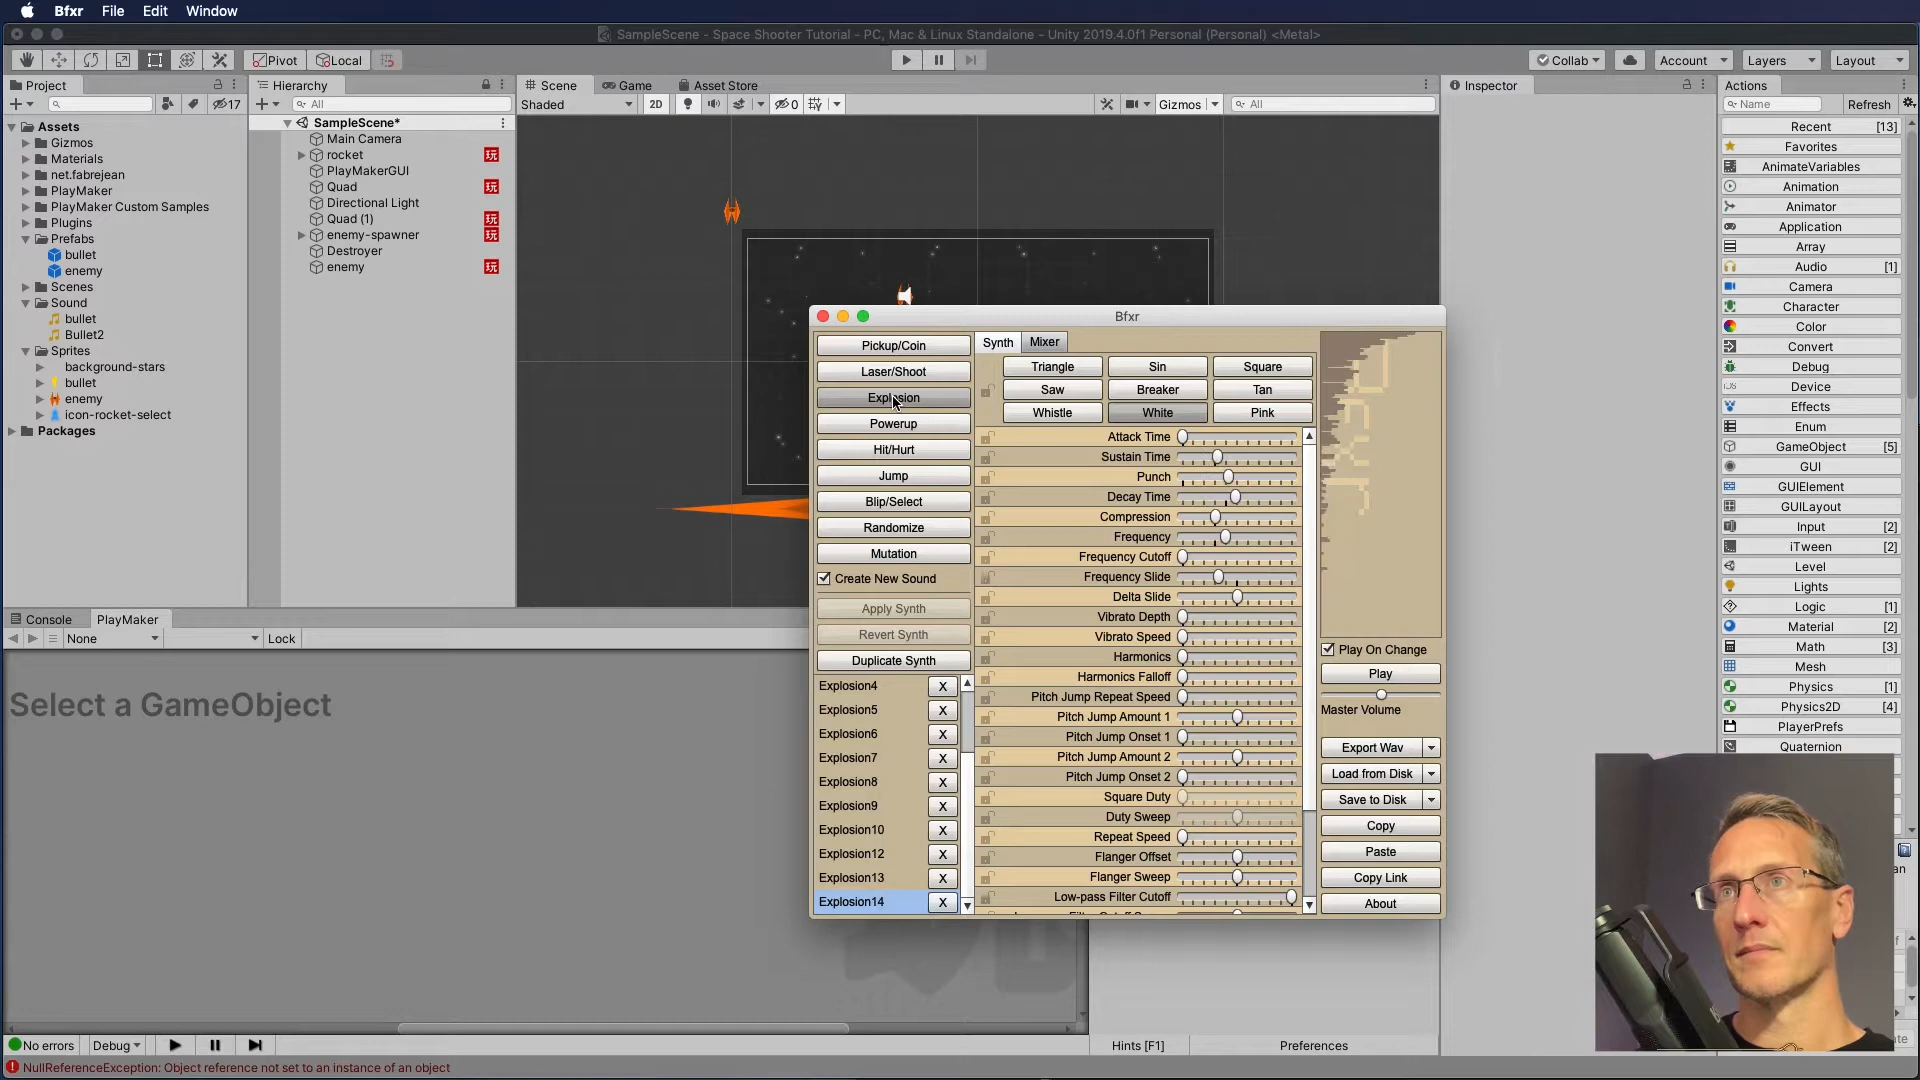 Bfxr File Edit Window
SampleScene - Space Shooter Tutorial - PC, Mac & Linux Standalone - Unity 2019.4.0f1 Personal (Personal) <Metal>
Pivot Local Collab Account Layers Layout
Project Hierarchy Scene Game Asset Store Inspector Actions
17 All Shaded 2D 0 Gizmos All Name Refresh
Assets
Gizmos
Materials
net.fabrejean
PlayMaker
PlayMaker Custom Samples
Plugins
Prefabs
bullet
enemy
Scenes
Sound
bullet
Bullet2
Sprites
background-stars
bullet
enemy
icon-rocket-select
Packages
SampleScene*
Main Camera
rocket 玩
PlayMakerGUI
Quad 玩
Directional Light
Quad (1) 玩
enemy-spawner 玩
Destroyer
enemy 玩
Bfxr
Pickup/Coin
Laser/Shoot
Explosion
Powerup
Hit/Hurt
Jump
Blip/Select
Randomize
Mutation
Create New Sound
Apply Synth
Revert Synth
Duplicate Synth
Explosion4 X
Explosion5 X
Explosion6 X
Explosion7 X
Explosion8 X
Explosion9 X
Explosion10 X
Explosion12 X
Explosion13 X
Explosion14 X
Synth Mixer
Triangle Sin Square
Saw Breaker Tan
Whistle White Pink
Attack Time
Sustain Time
Punch
Decay Time
Compression
Frequency
Frequency Cutoff
Frequency Slide
Delta Slide
Vibrato Depth
Vibrato Speed
Harmonics
Harmonics Falloff
Pitch Jump Repeat Speed
Pitch Jump Amount 1
Pitch Jump Onset 1
Pitch Jump Amount 2
Pitch Jump Onset 2
Square Duty
Duty Sweep
Repeat Speed
Flanger Offset
Flanger Sweep
Low-pass Filter Cutoff
Play On Change
Play
Master Volume
Export Wav
Load from Disk
Save to Disk
Copy
Paste
Copy Link
About
Recent [13]
Favorites
AnimateVariables
Animation
Animator
Application
Array
Audio [1]
Camera
Character
Color
Convert
Debug
Device
Effects
Enum
GameObject [5]
GUI
GUIElement
GUILayout
Input [2]
iTween [2]
Level
Lights
Logic [1]
Material [2]
Math [3]
Mesh
Physics [1]
Physics2D [4]
PlayerPrefs
Quaternion
Console PlayMaker
None Lock
Select a GameObject
No errors Debug Hints [F1] Preferences
NullReferenceException: Object reference not set to an instance of an object